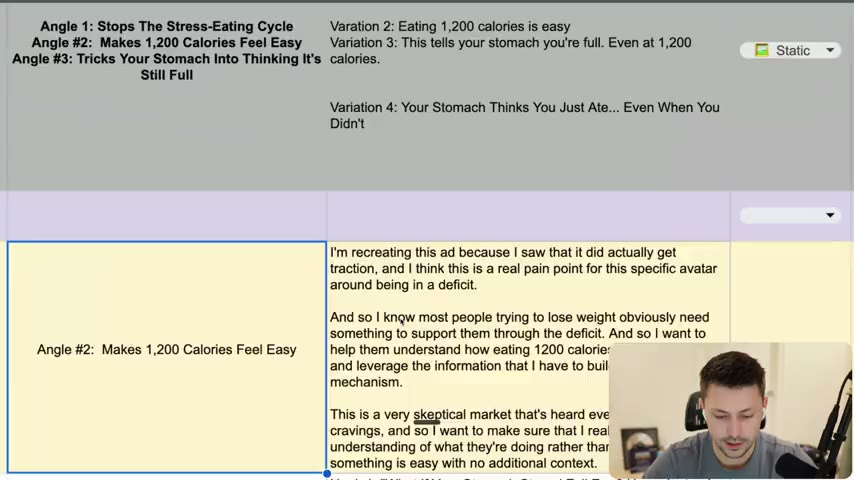 Angle 1: Stops The Stress-Eating Cycle
Angle #2: Makes 1,200 Calories Feel Easy
Angle #3: Tricks Your Stomach Into Thinking It's
Still Full
Varation 2: Eating 1,200 calories is easy
Variation 3: This tells your stomach you're full. Even at 1,200
calories.
Variation 4: Your Stomach Thinks You Just Ate... Even When You
Didn't
Static
Angle #2: Makes 1,200 Calories Feel Easy
I'm recreating this ad because I saw that it did actually get
traction, and I think this is a real pain point for this specific avatar
around being in a deficit.
And so I know most people trying to lose weight obviously need
something to support them through the deficit. And so I want to
help them understand how eating 1200 calories
and leverage the information that I have to
mechanism.
This is a very skeptical market that's heard
cravings, and so I want to make sure that I
understanding of what they're doing rather
something is easy with no additional context.